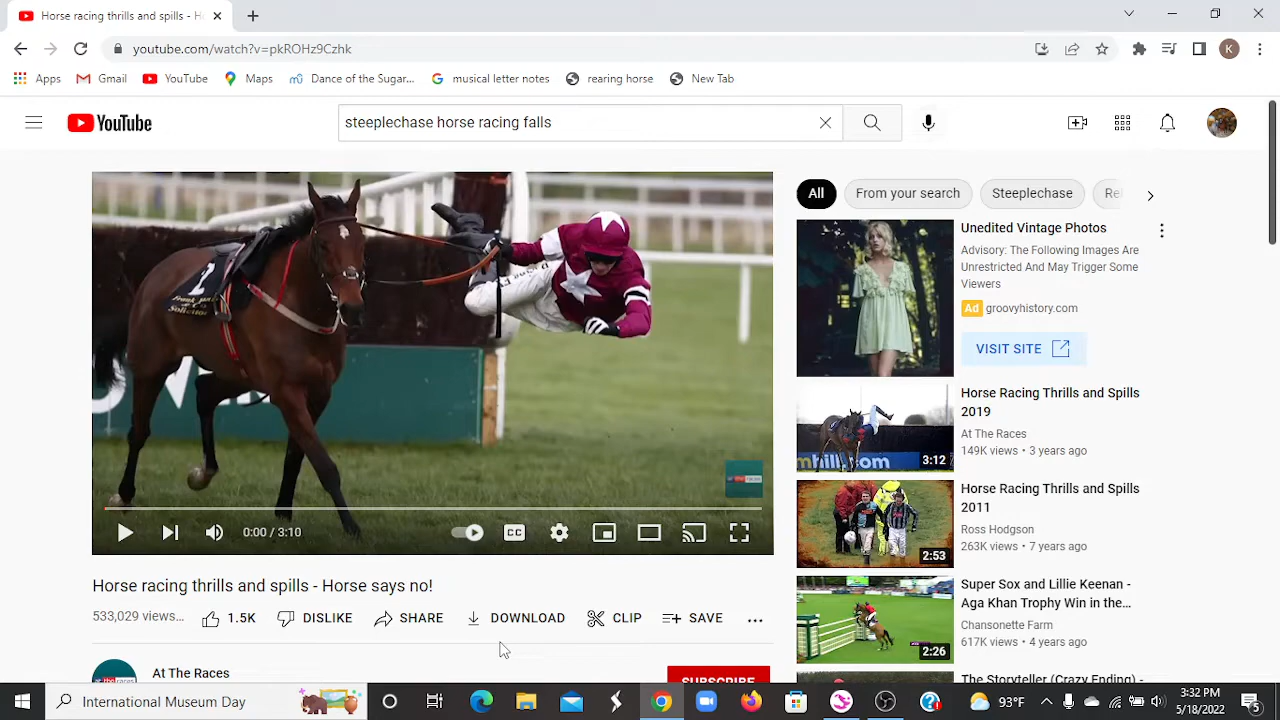 Horse racing thrills and spills - H
youtube.com/watch?v=pkROHz9Czhk
K
Apps
Gmail
YouTube
Maps
Dance of the Sugar...
musical letter notes
rearing horse
New Tab
YouTube
steeplechase horse racing falls
All
From your search
Steeplechase
Re
2
Unedited Vintage Photos
Advisory: The Following Images Are
Unrestricted And May Trigger Some
Viewers
Ad groovyhistory.com
VISIT SITE
Horse Racing Thrills and Spills
2019
At The Races
149K views • 3 years ago
mhill.com
3:12
Horse Racing Thrills and Spills
2011
Ross Hodgson
263K views • 7 years ago
2:53
0:00 / 3:10
CC
Horse racing thrills and spills - Horse says no!
533,029 views...
1.5K
DISLIKE
SHARE
DOWNLOAD
CLIP
SAVE
Super Sox and Lillie Keenan -
Aga Khan Trophy Win in the...
Chansonette Farm
617K views • 4 years ago
2:26
At The Races
SUBSCRIBE
The Storyteller (Crazy Ending) -
International Museum Day
93°F
3:32 PM
5/18/2022
5